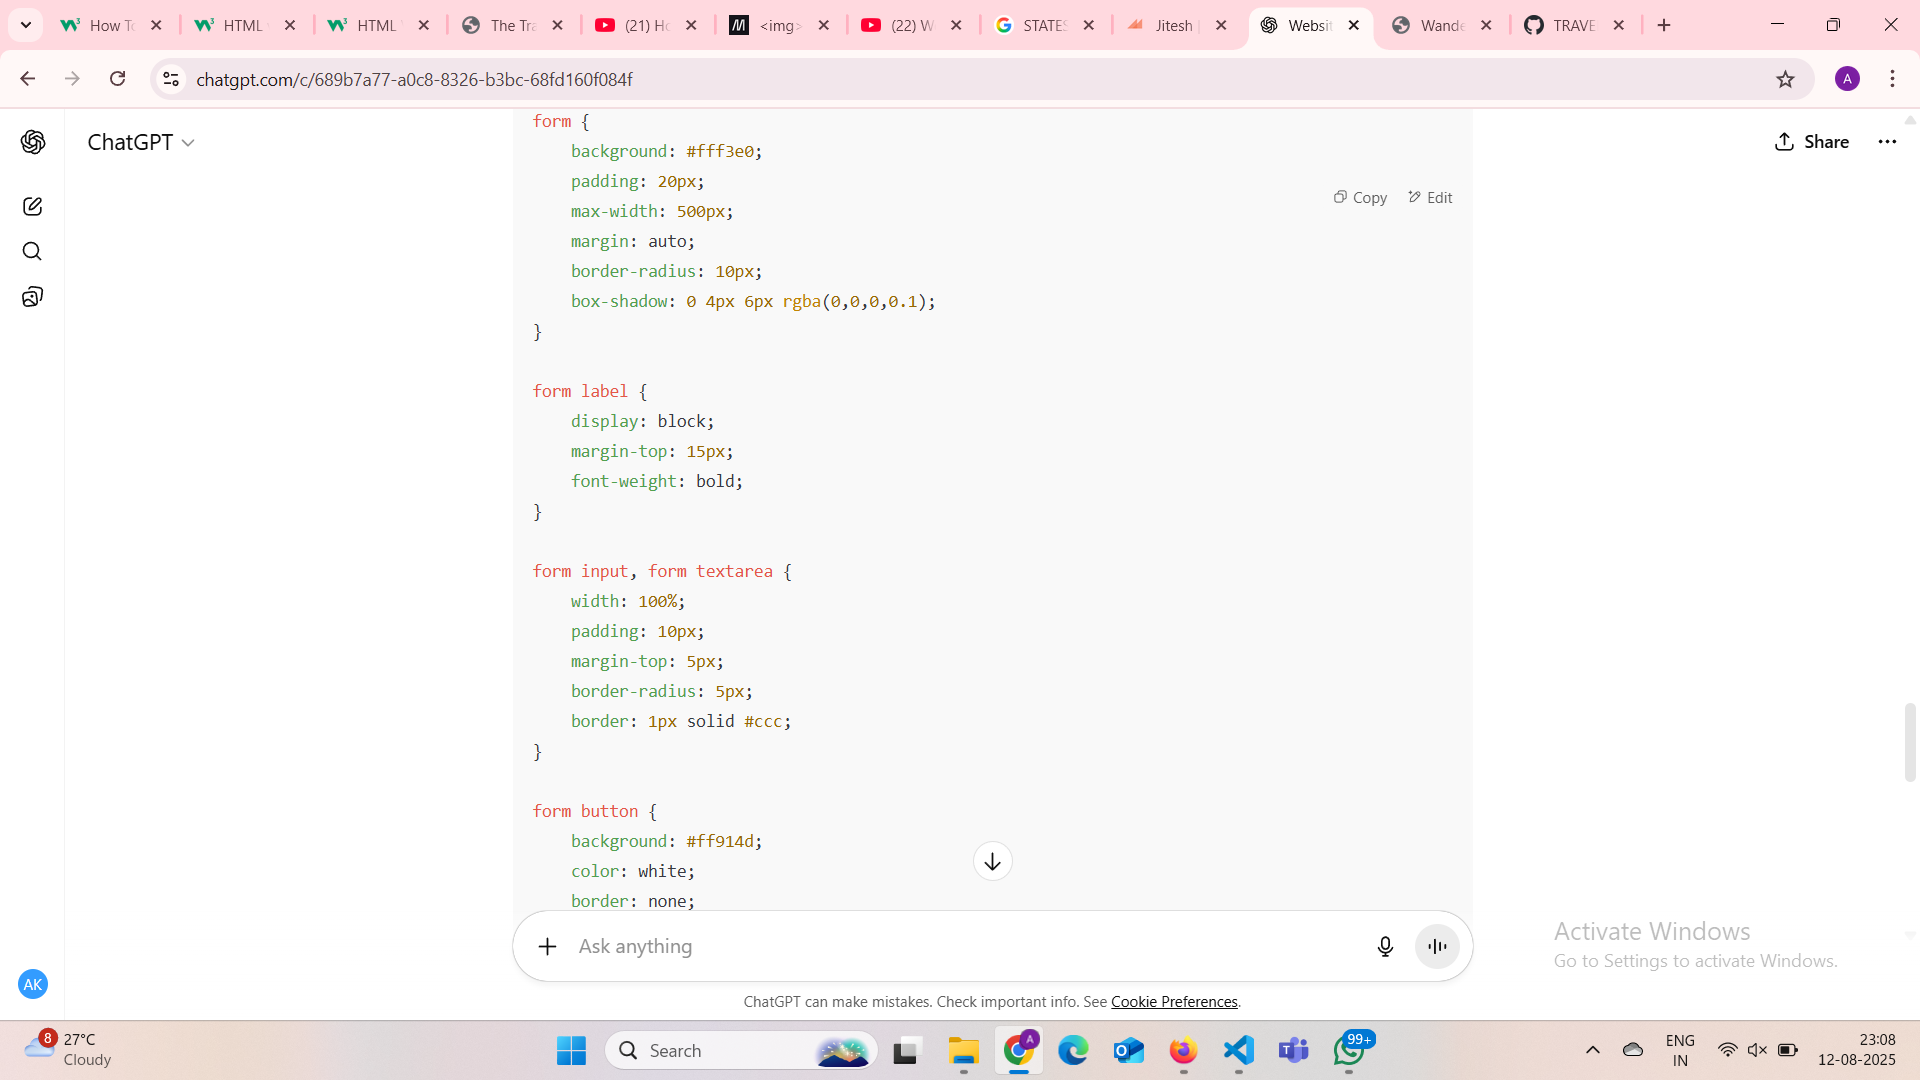 How To
HTML
HTML
The Tra
(21) Ho
<img>
(22) W
STATES
Jitesh
Websit
Wande
TRAVE
chatgpt.com/c/689b7a77-a0c8-8326-b3bc-68fd160f084f
A
ChatGPT
Share
Copy
Edit
form {
    background: #fff3e0;
    padding: 20px;
    max-width: 500px;
    margin: auto;
    border-radius: 10px;
    box-shadow: 0 4px 6px rgba(0,0,0,0.1);
}
form label {
    display: block;
    margin-top: 15px;
    font-weight: bold;
}
form input, form textarea {
    width: 100%;
    padding: 10px;
    margin-top: 5px;
    border-radius: 5px;
    border: 1px solid #ccc;
}
form button {
    background: #ff914d;
    color: white;
    border: none;
Ask anything
ChatGPT can make mistakes. Check important info. See Cookie Preferences.
AK
Activate Windows
Go to Settings to activate Windows.
8
27°C
Cloudy
Search
A
99+
ENG
IN
23:08
12-08-2025